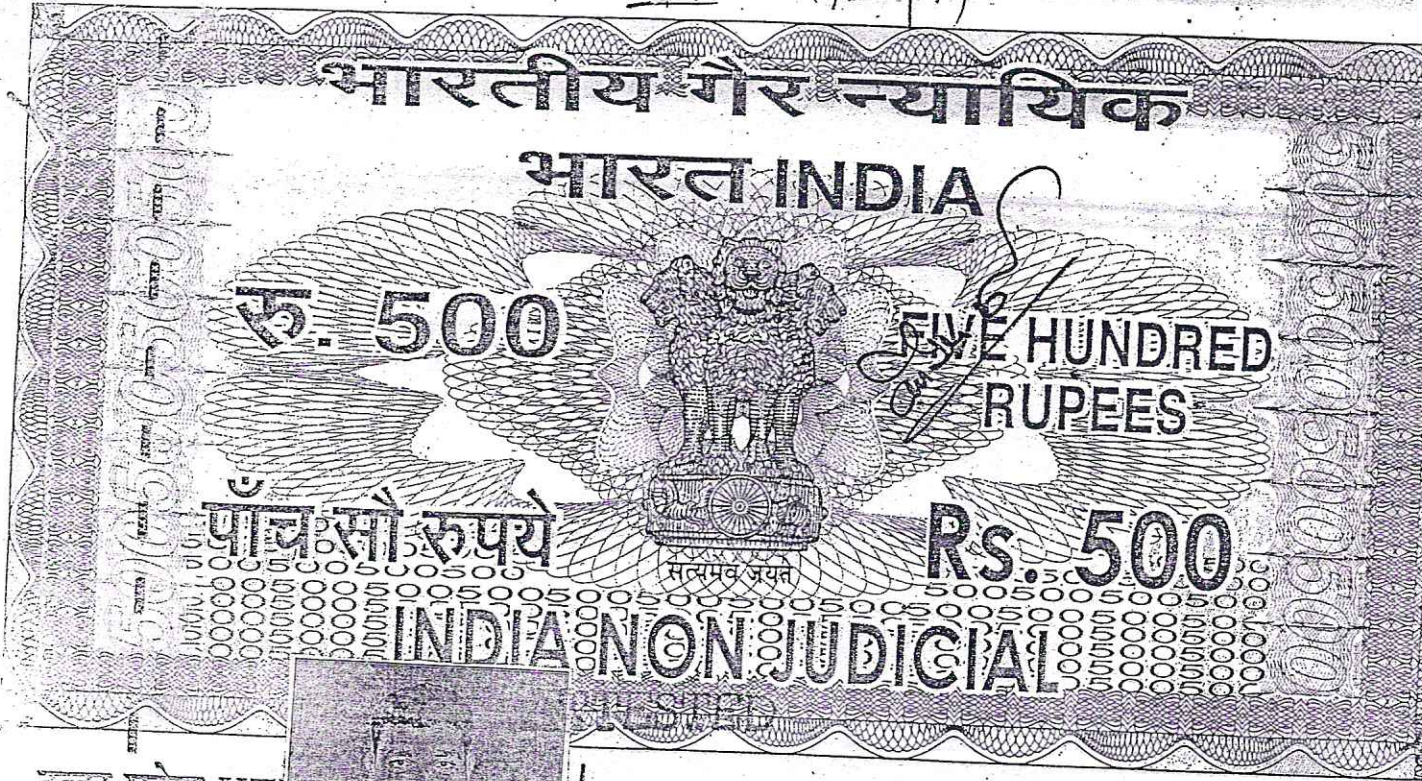 भारतीय गैर न्यायिक
भारत INDIA
रु. 500
FIVE HUNDRED
RUPEES
पाँच सौ रुपये
Rs. 500
सत्यमेव जयते
INDIA NON JUDICIAL